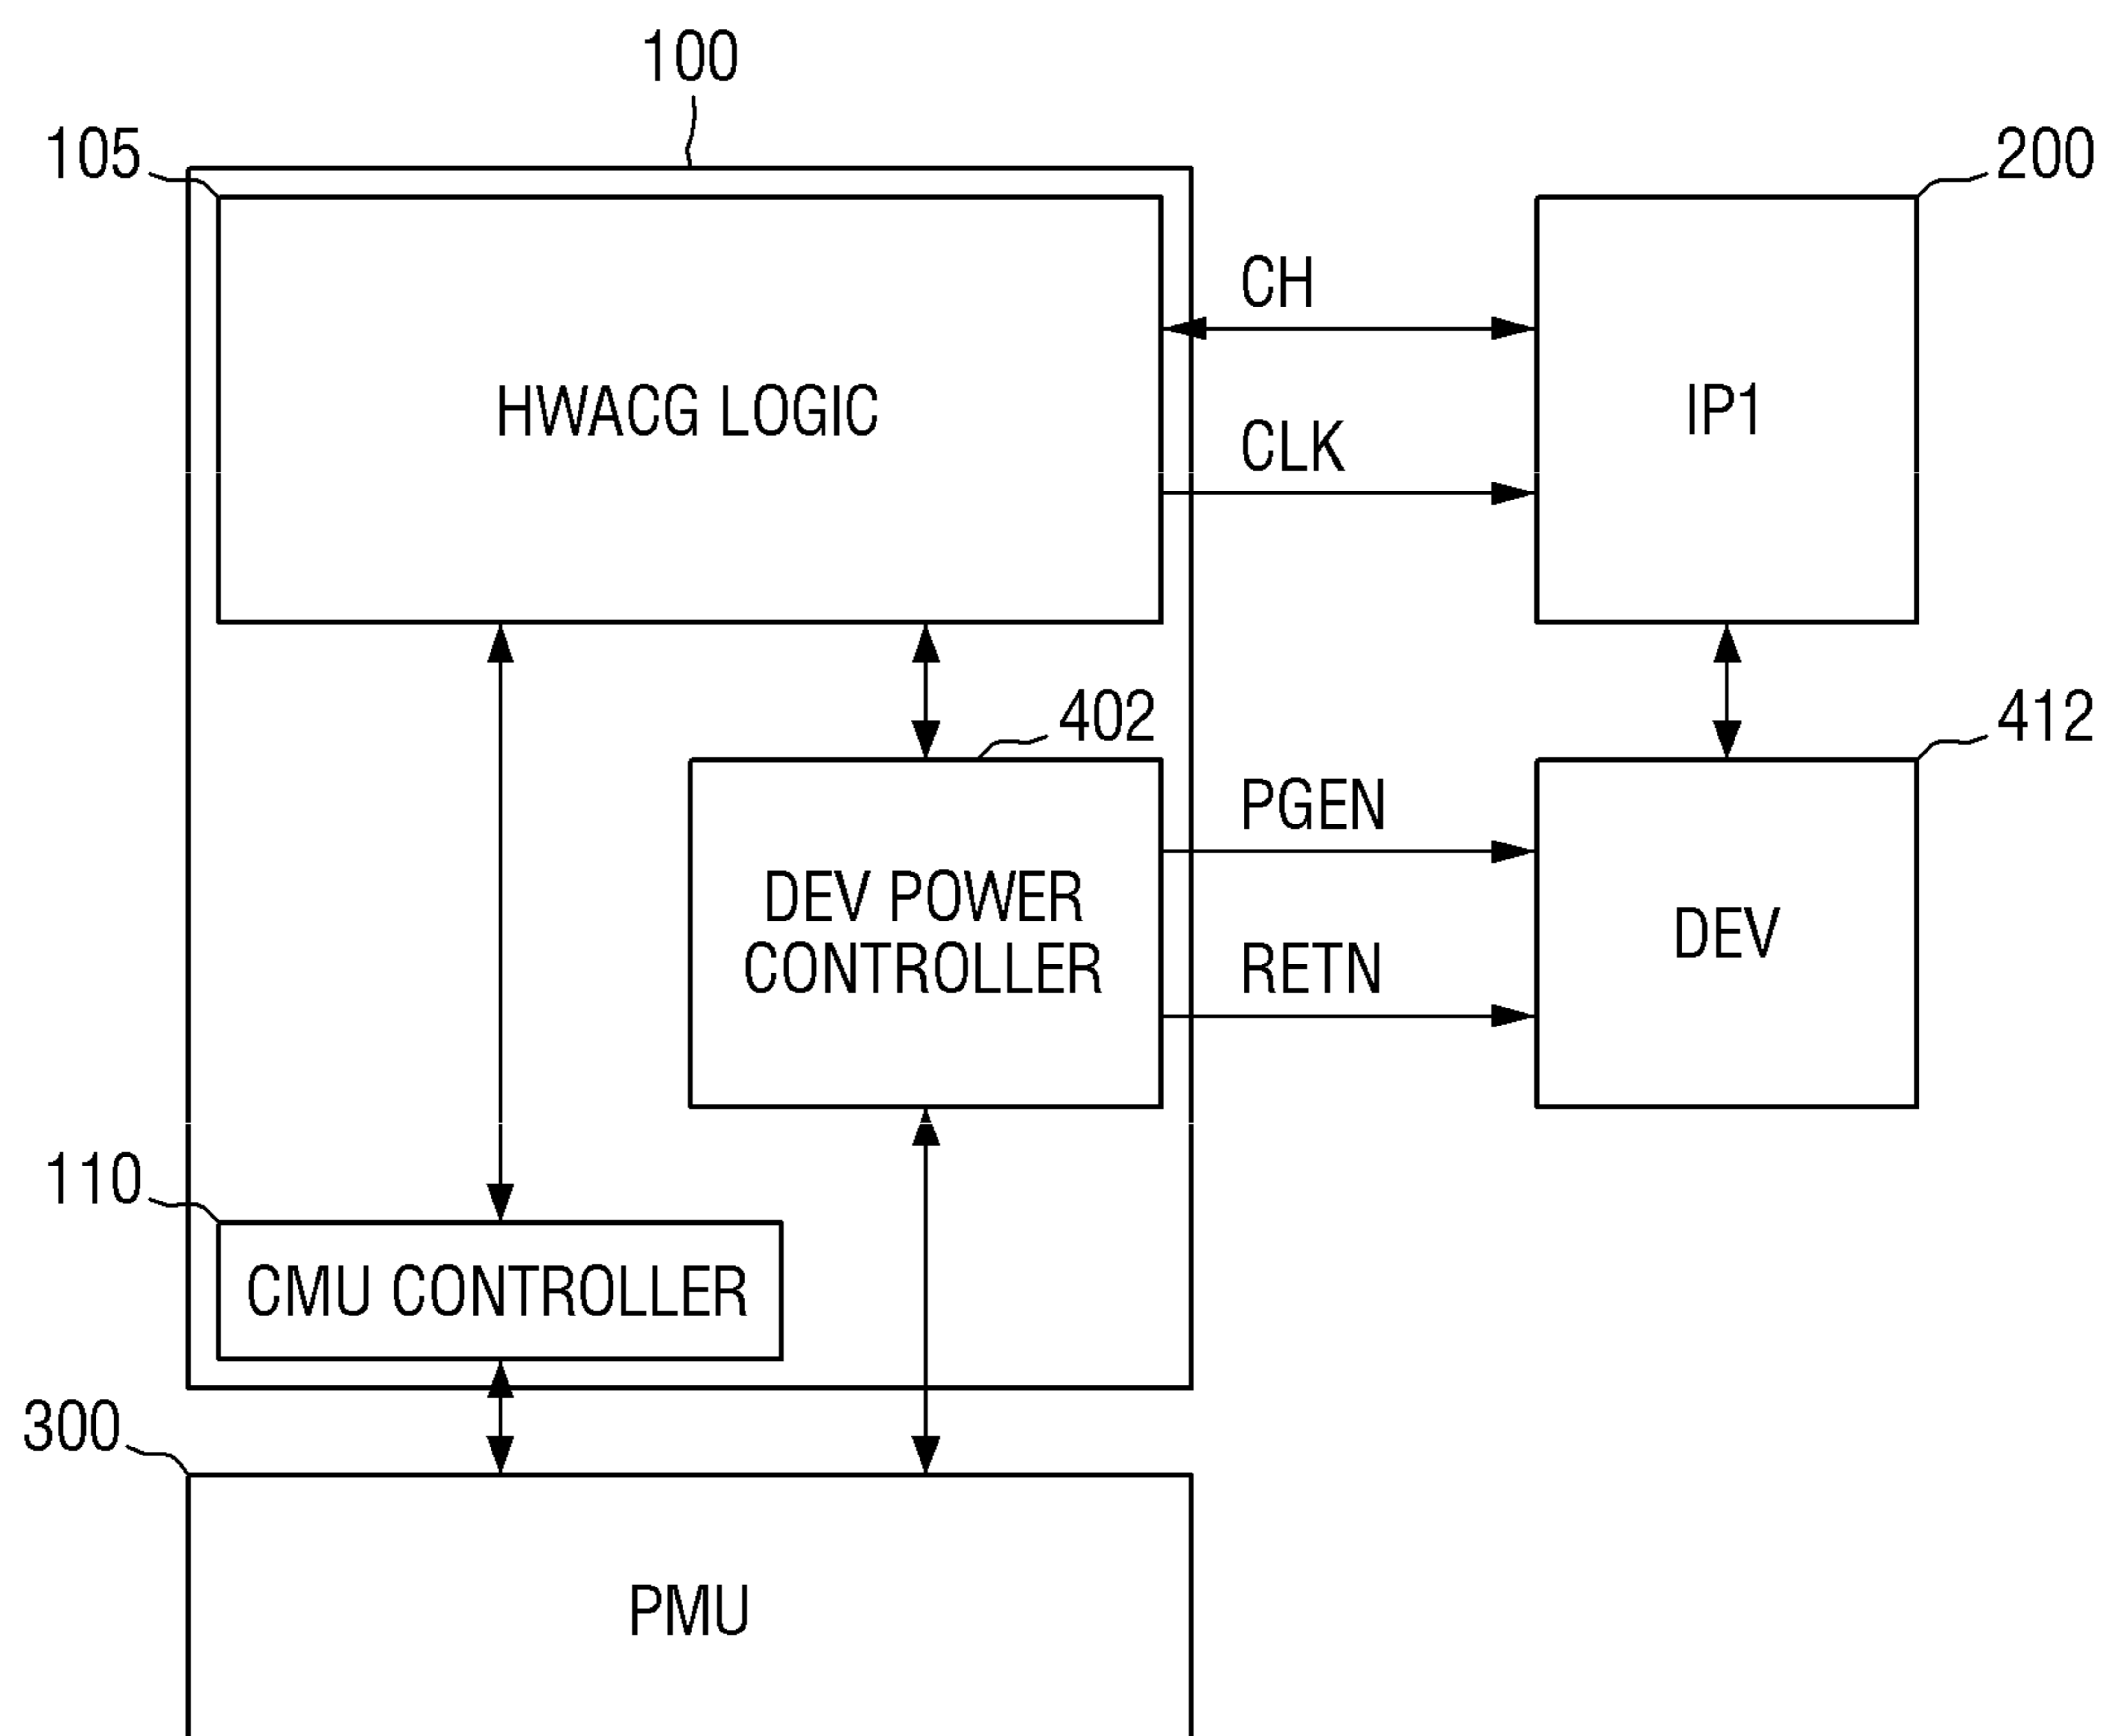 100
105
200
CH
HWACG LOGIC
IP1
CLK
402
412
PGEN
DEV POWER
CONTROLLER
DEV
RETN
110
CMU CONTROLLER
300
PMU